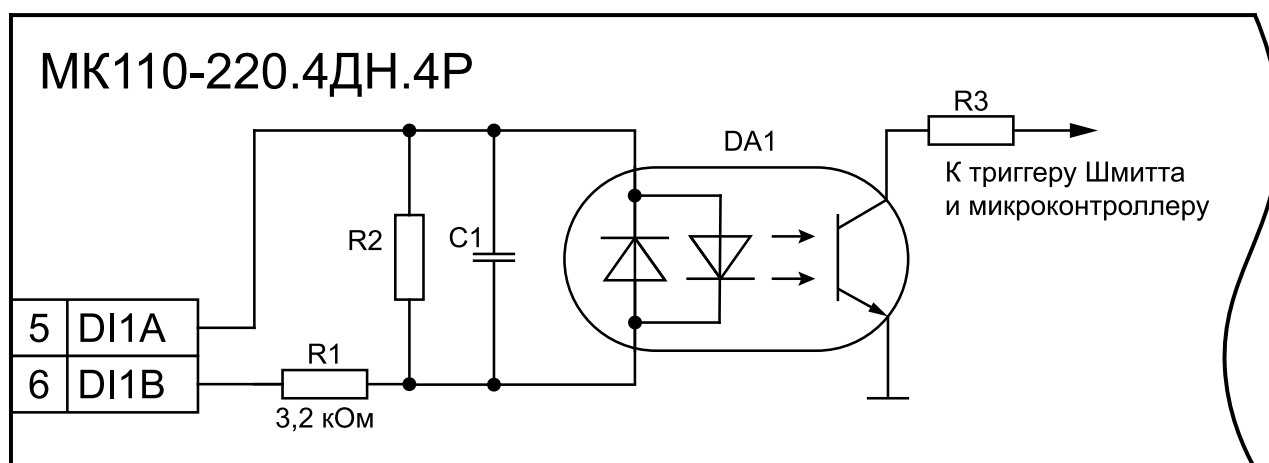 МК110-220.4ДН.4Р
R3
DA1
К триггеру Шмитта
и микроконтроллеру
R2
C1
5 DI1A
R1
6 DI1B
3,2 кОм